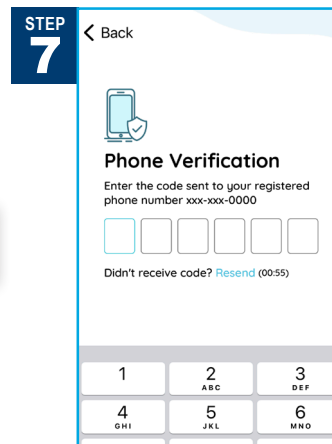 STEP
7
Back
Phone Verification
Enter the code sent to your registered
phone number xxx-xxx-0000
Didn't receive code? Resend (00:55)
1 2 3
ABC DEF
4 5 6
GHI JKL MNO